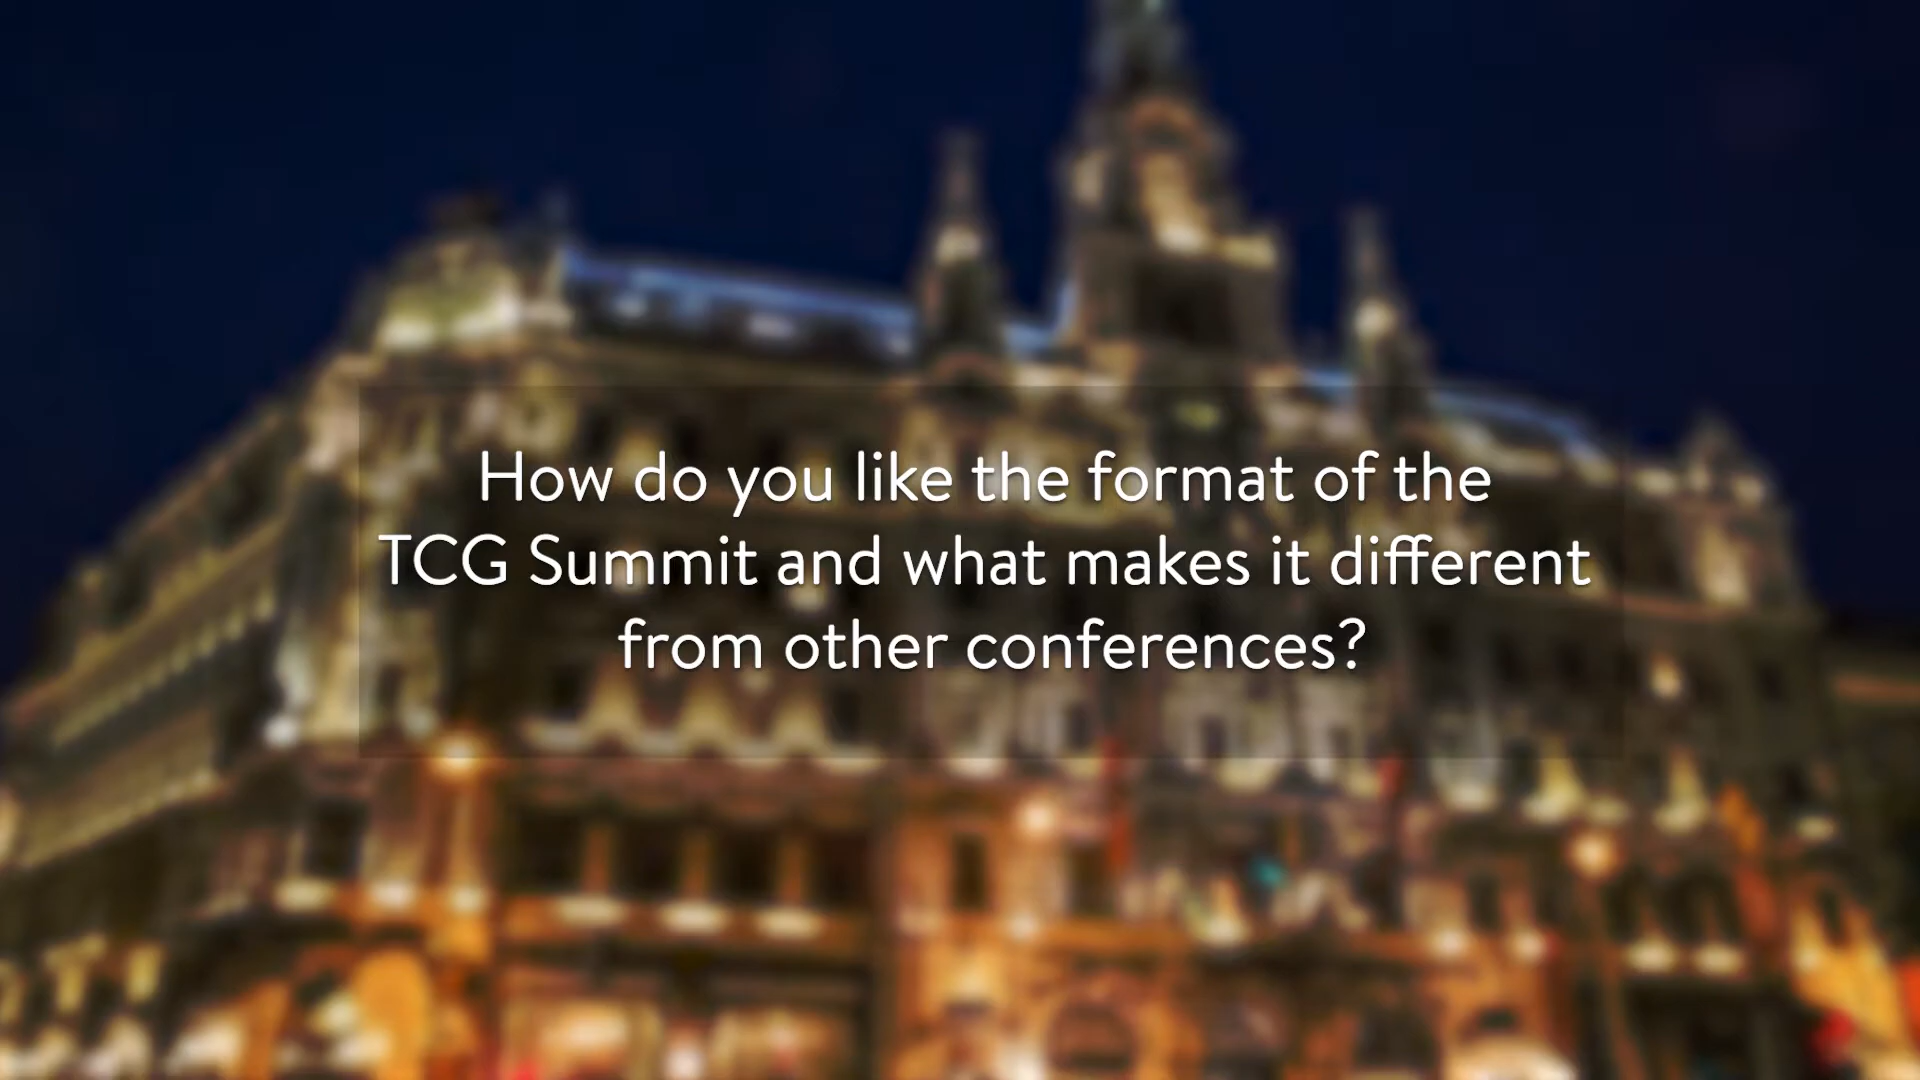 How do you like the format of the
TCG Summit and what makes it different
from other conferences?